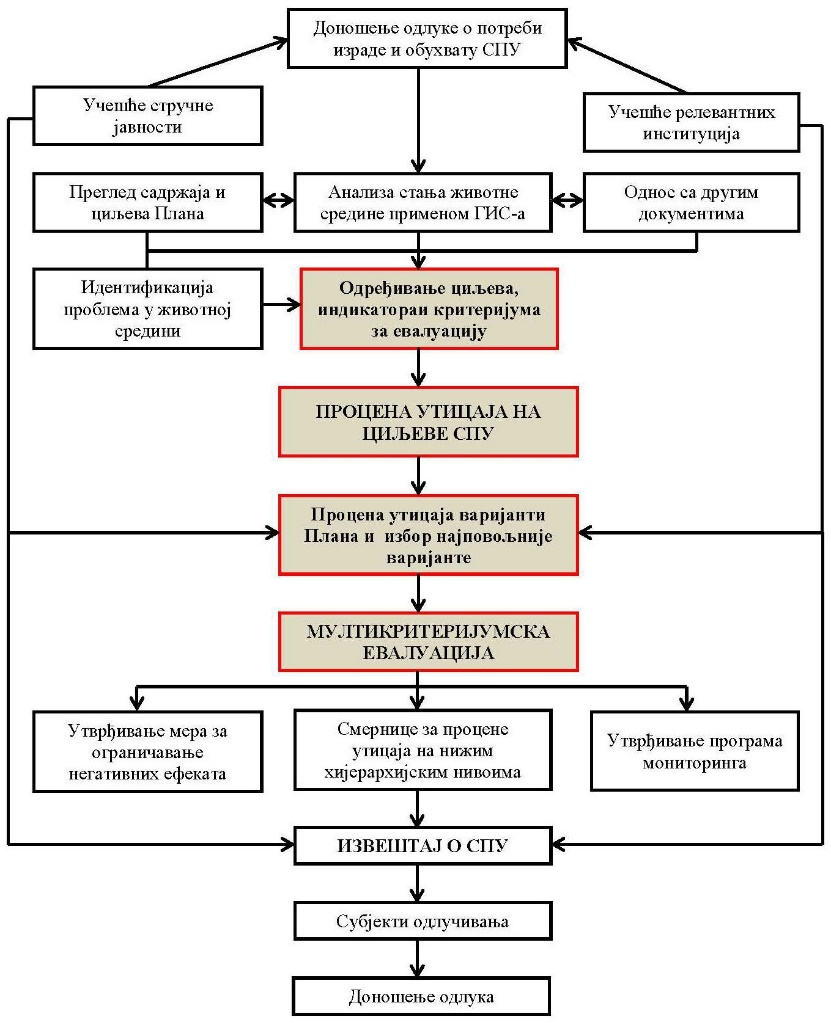 Доношење одлуке о потреби
израде и обухвату СПУ
Учешће стручне
јавности
Учешће релевантних
институција
Преглед садржаја и
циљева Плана
Анализа стања животне
средине применом ГИС-а
Однос са другим
документима
Идентификација
проблема у животној
средини
Одређивање циљева,
индикатораи критеријума
за евалуацију
ПРОЦЕНА УТИЦАЈА НА
ЦИЉЕВЕ СПУ
Процена утицаја варијанти
Плана и избор најповољније
варијанте
МУЛТИКРИТЕРИЈУМСКА
ЕВАЛУАЦИЈА
Утврђивање мера за
ограничавање
негативних ефеката
Смернице за процене
утицаја на нижим
хијерархијским нивоима
Утврђивање програма
мониторинга
ИЗВЕШТАЈ О СПУ
Субјекти одлучивања
Доношење одлука